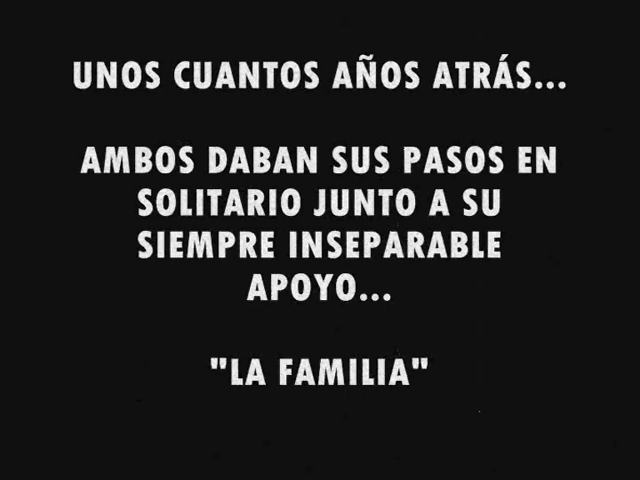 UNOS CUANTOS AÑOS ATRÁS...
AMBOS DABAN SUS PASOS EN
SOLITARIO JUNTO A SU
SIEMPRE INSEPARABLE
APOYO...
"LA FAMILIA"